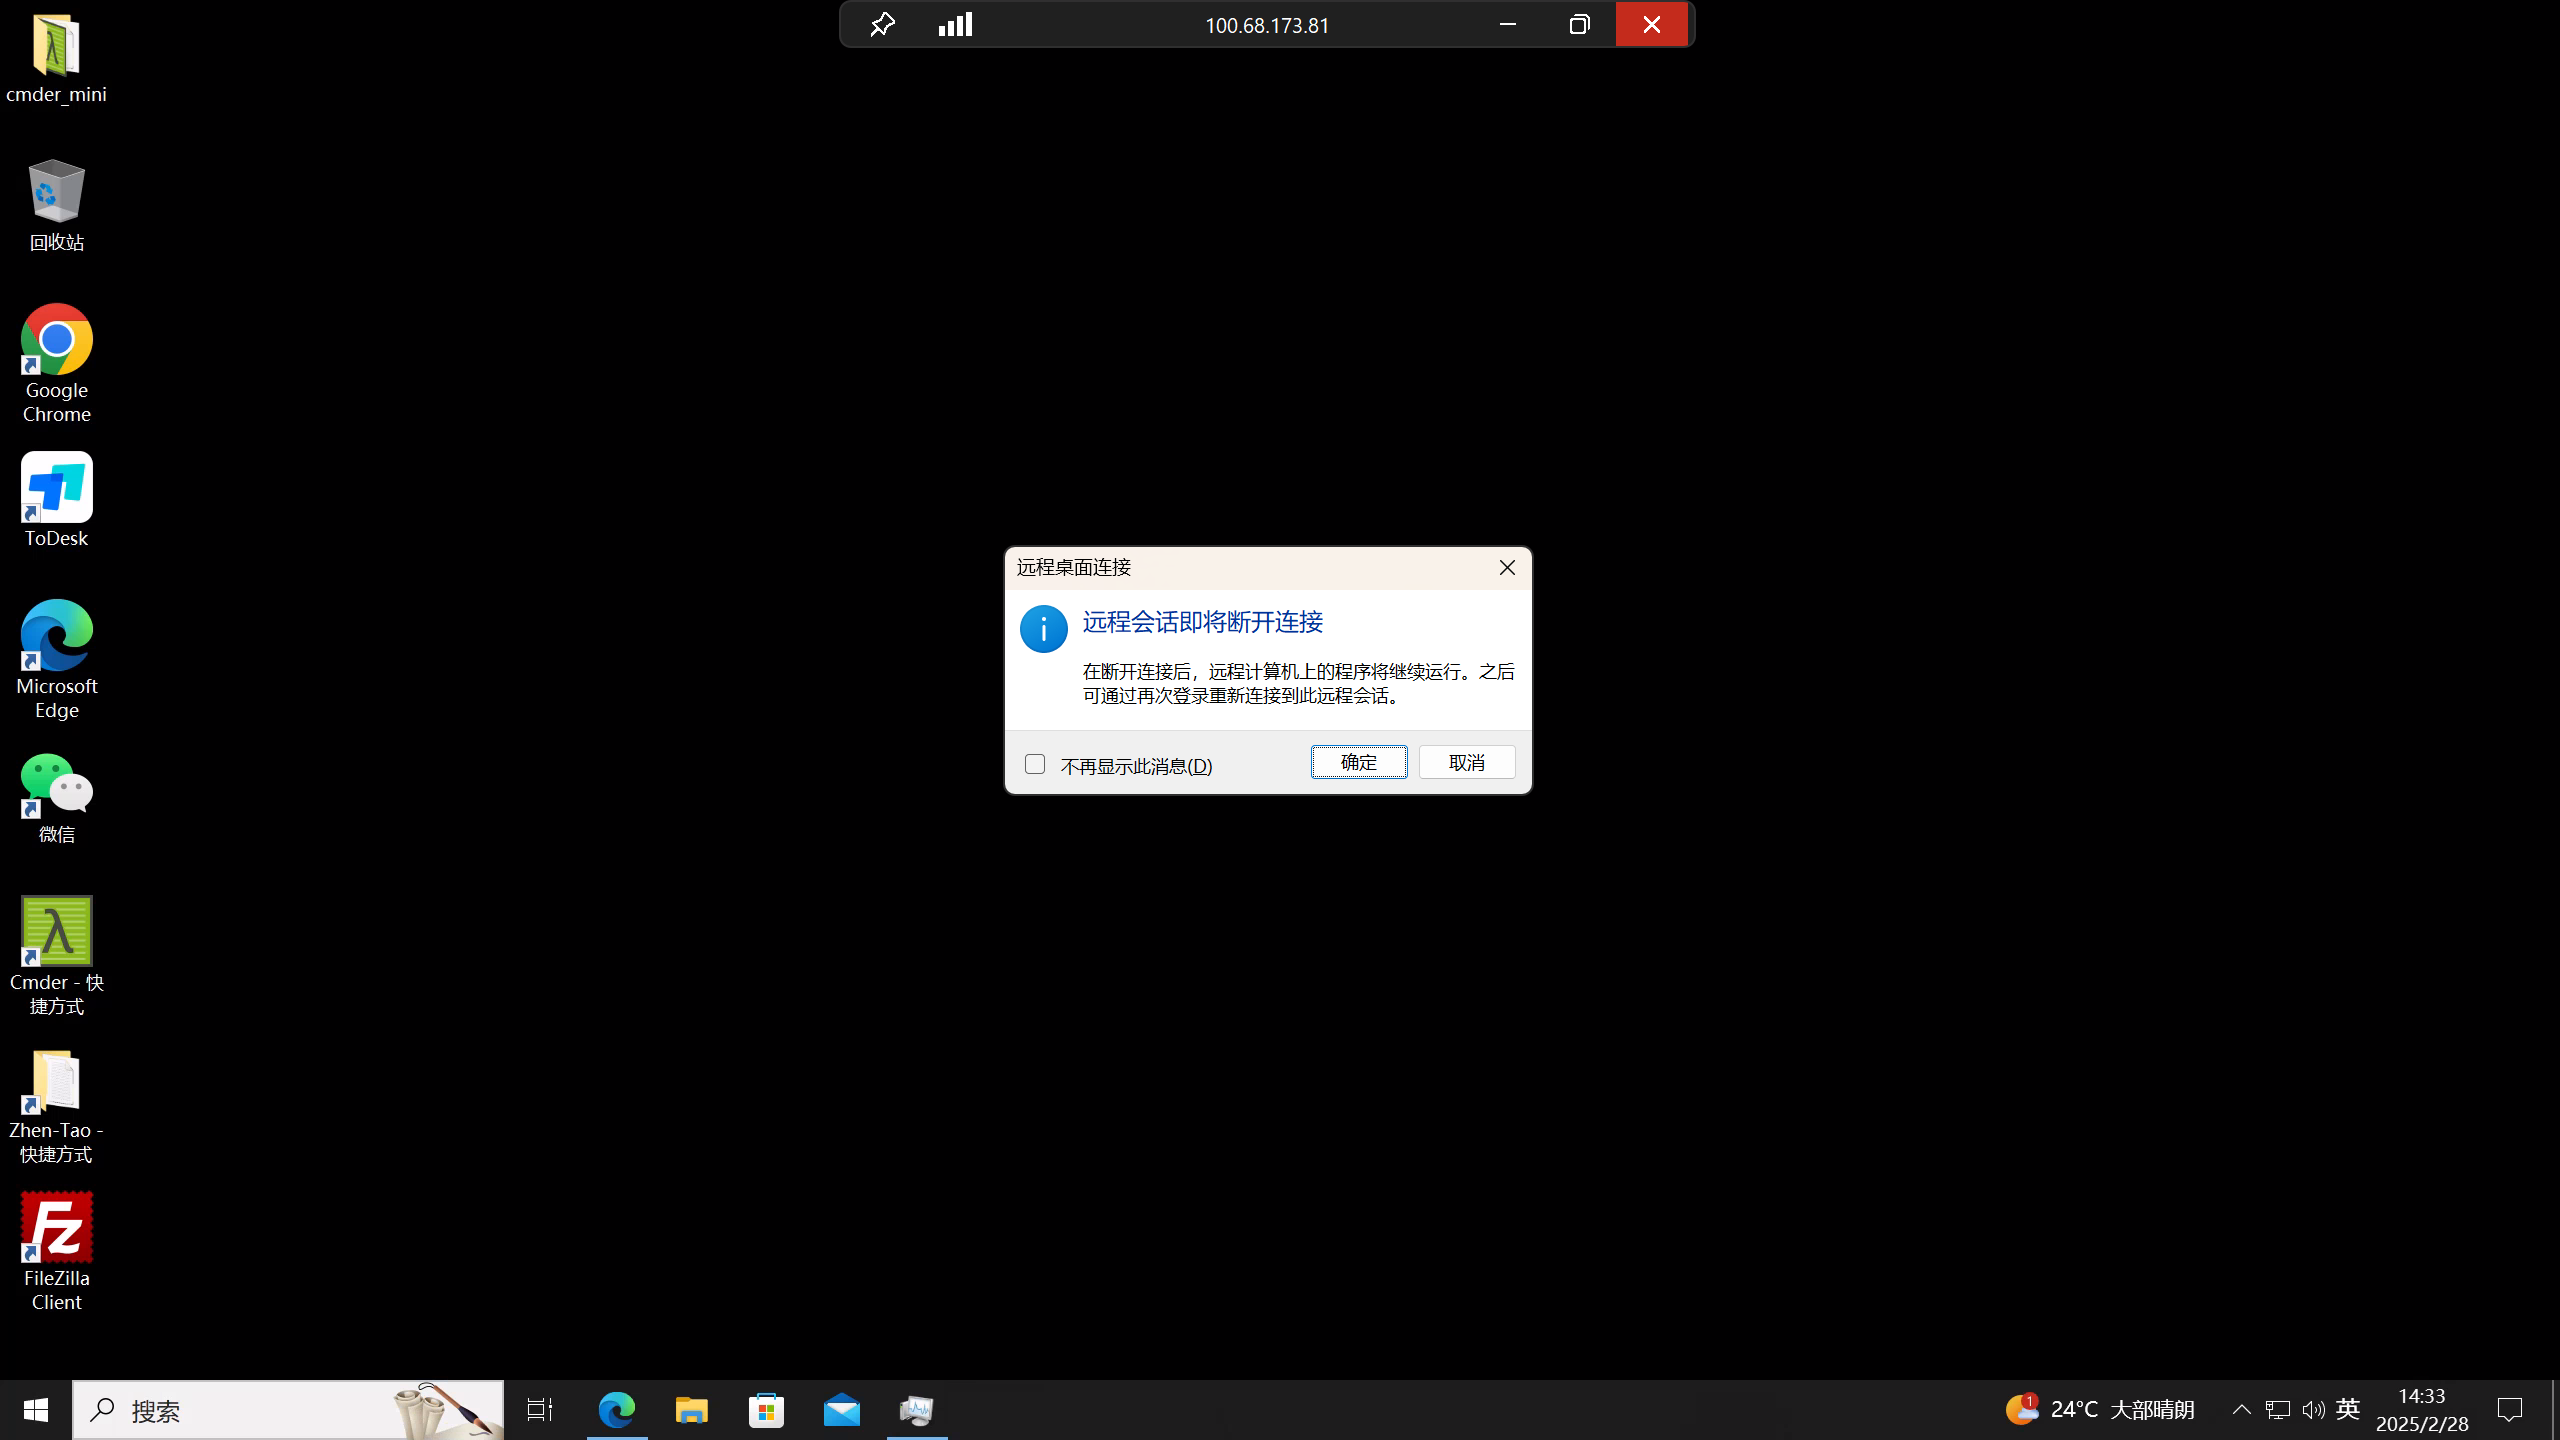 100.68.173.81
cmder_mini
回收站
Google
Chrome
ToDesk
Microsoft
Edge
微信
Cmder - 快
捷方式
Zhen-Tao -
快捷方式
FileZilla
Client
远程桌面连接
远程会话即将断开连接
在断开连接后，远程计算机上的程序将继续运行。之后
可通过再次登录重新连接到此远程会话。
不再显示此消息(D)
确定
取消
搜索
1
24°C 大部晴朗
英
14:33
2025/2/28